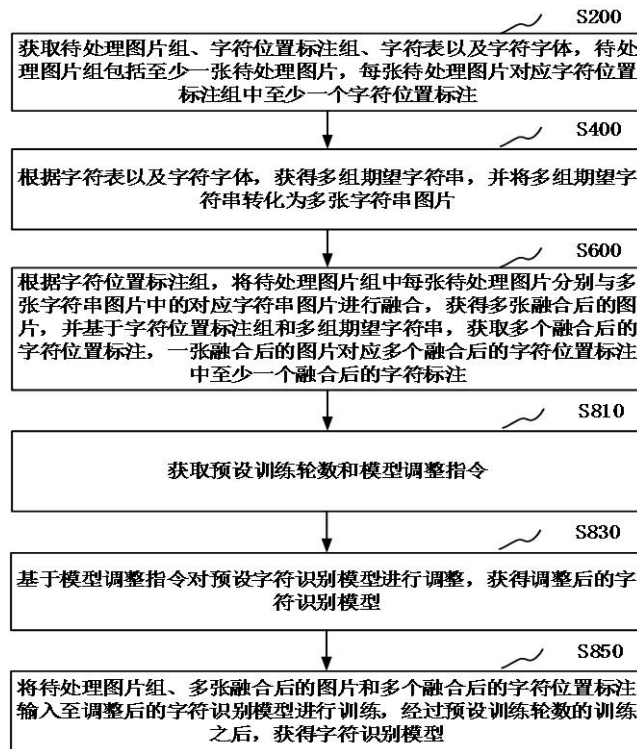 S200
获取待处理图片组、字符位置标注组、字符表以及字符字体，待处
理图片组包括至少一张待处理图片，每张待处理图片对应字符位置
标注组中至少一个字符位置标注
S400
根据字符表以及字符字体，获得多组期望字符串，并将多组期望字
符串转化为多张字符串图片
S600
根据字符位置标注组，将待处理图片组中每张待处理图片分别与多
张字符串图片中的对应字符串图片进行融合，获得多张融合后的图
片，并基于字符位置标注组和多组期望字符串，获取多个融合后的
字符位置标注，一张融合后的图片对应多个融合后的字符位置标注
中至少一个融合后的字符标注
S810
获取预设训练轮数和模型调整指令
S830
基于模型调整指令对预设字符识别模型进行调整，获得调整后的字
符识别模型
S850
将待处理图片组、多张融合后的图片和多个融合后的字符位置标注
输入至调整后的字符识别模型进行训练，经过预设训练轮数的训练
之后，获得字符识别模型